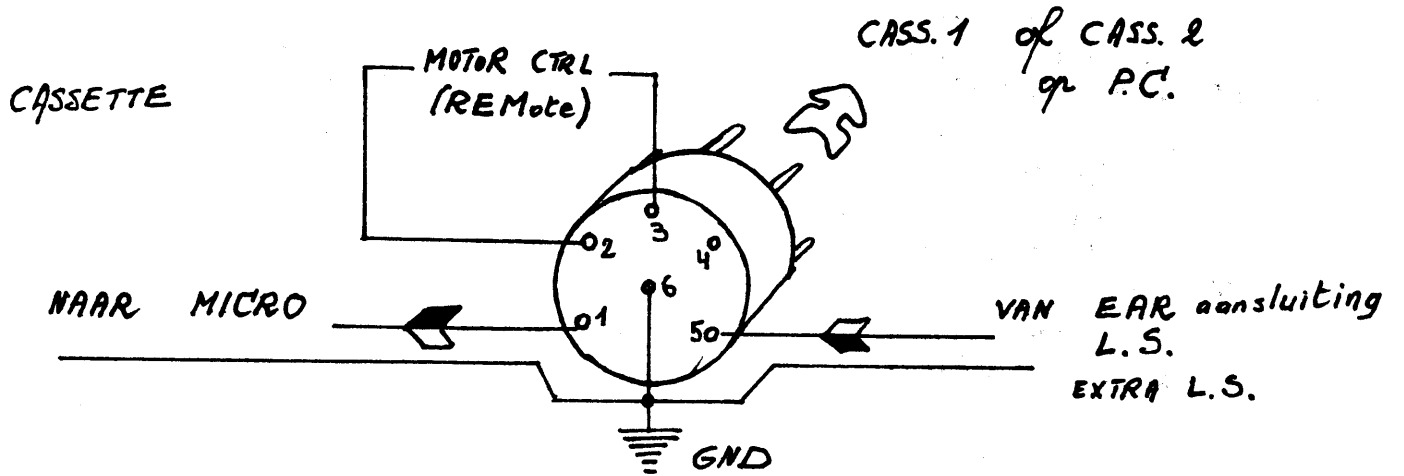 CASS. 1 of CASS. 2
op P.C.
MOTOR CTRL
(REMote)
CASSETTE
3
2
4
6
NAAR MICRO
1
5
VAN EAR aansluiting
L.S.
EXTRA L.S.
GND